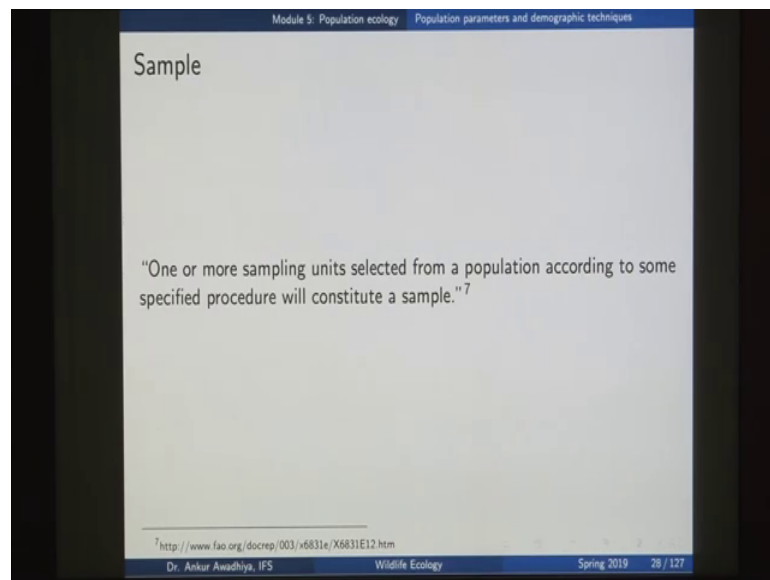 Module 5: Population ecology Population parameters and demographic techniques
Sample
“One or more sampling units selected from a population according to some
specified procedure will constitute a sample.”7
7http://www.fao.org/docrep/003/x6831e/X6831E12.htm
Dr. Ankur Awadhiya, IFS Wildlife Ecology Spring 2019 28 / 127